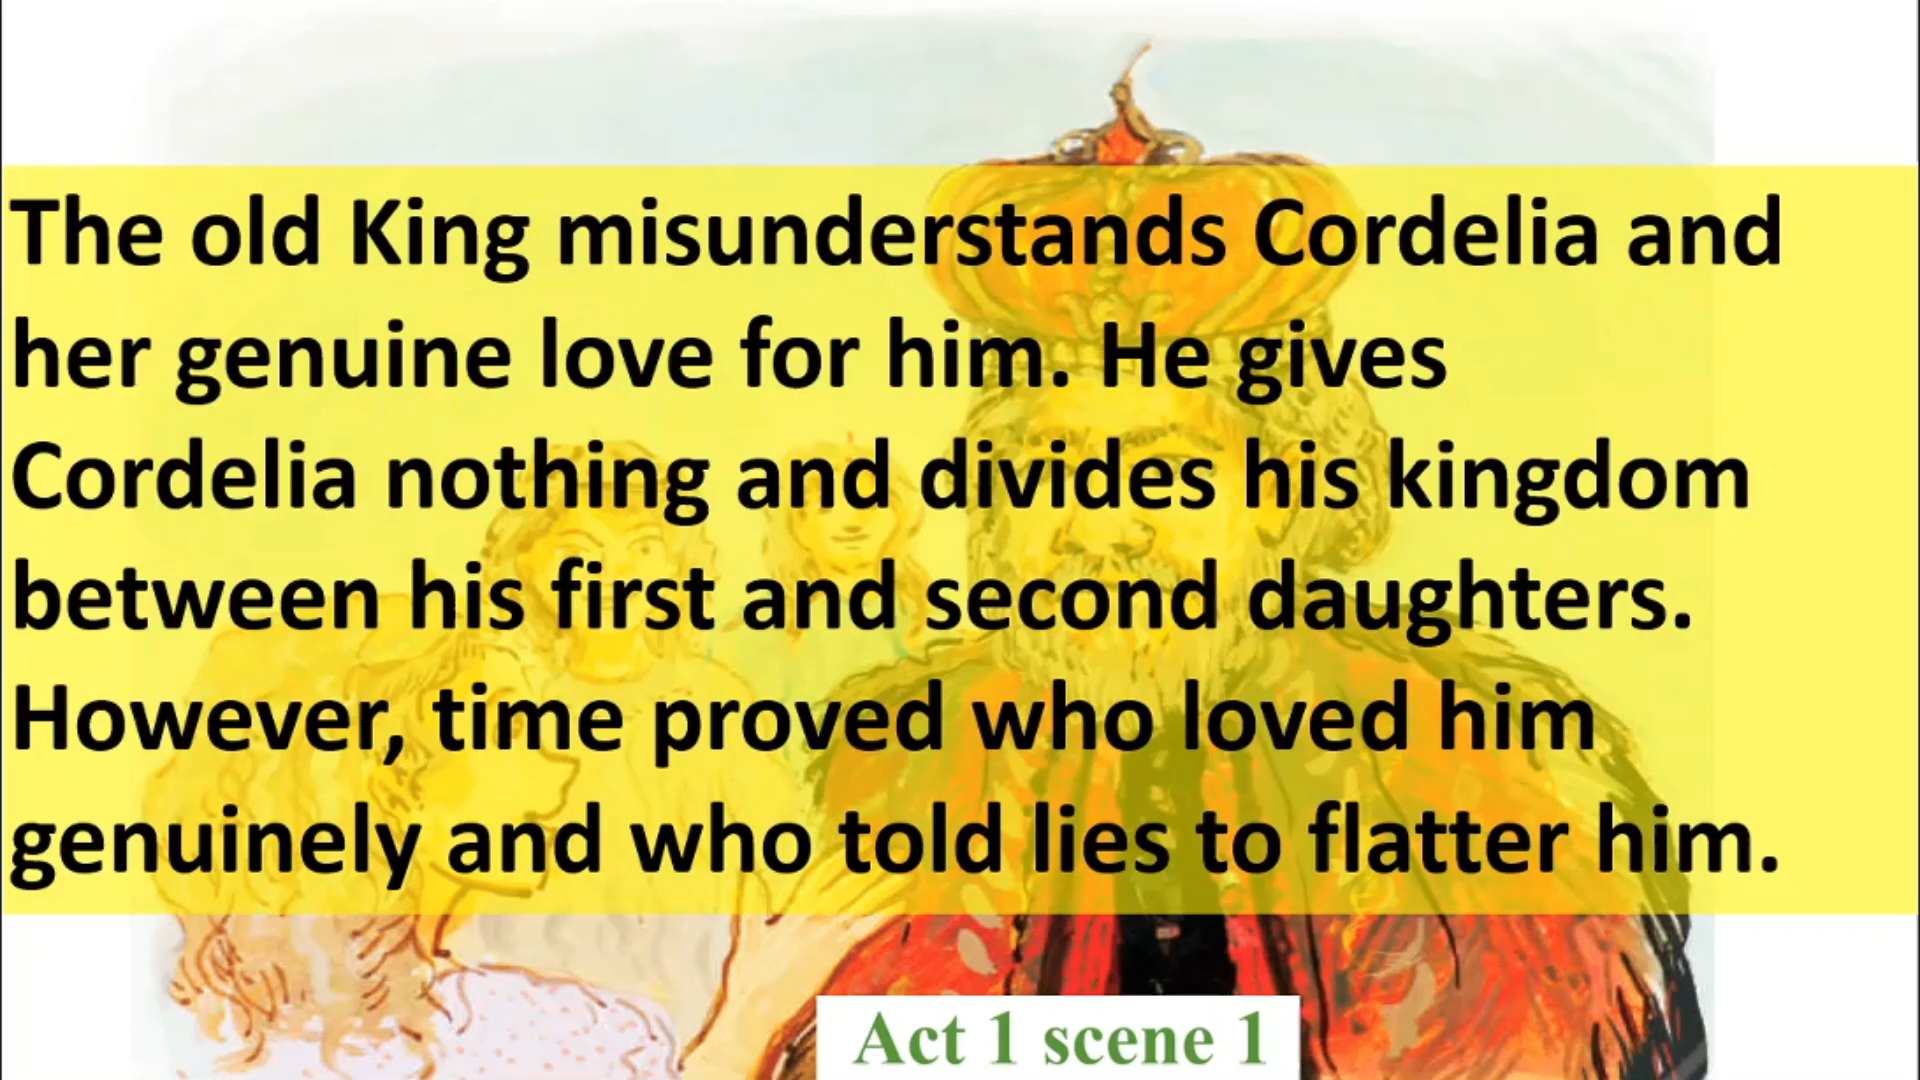 The old King misunderstands Cordelia and
her genuine love for him. He gives
Cordelia nothing and divides his kingdom
between his first and second daughters.
However, time proved who loved him
genuinely and who told lies to flatter him.
Act 1 scene 1